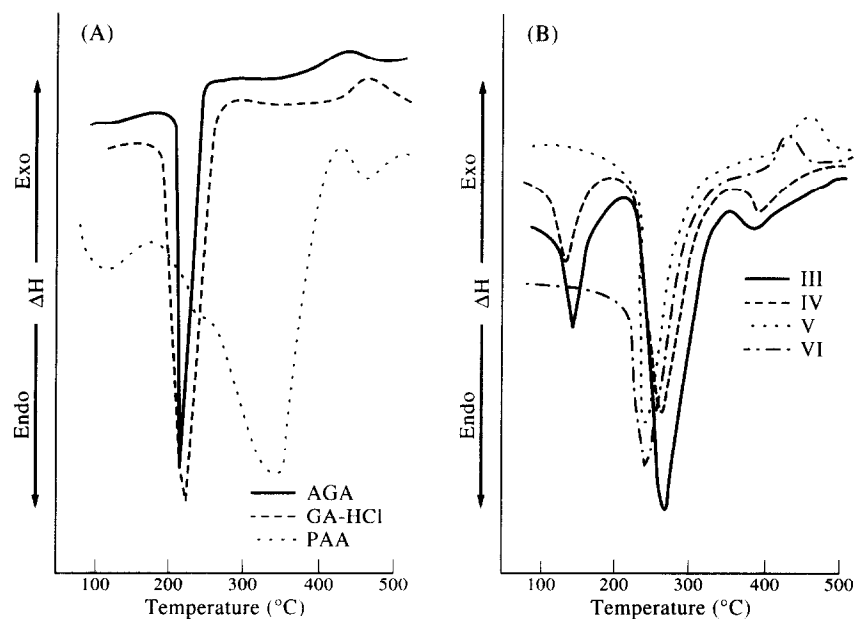 (A)
Exo
ΔH
Endo
AGA
GA-HCl
PAA
100 200 300 400 500
Temperature (°C)
(B)
Exo
ΔH
Endo
III
IV
V
VI
100 200 300 400 500
Temperature (°C)